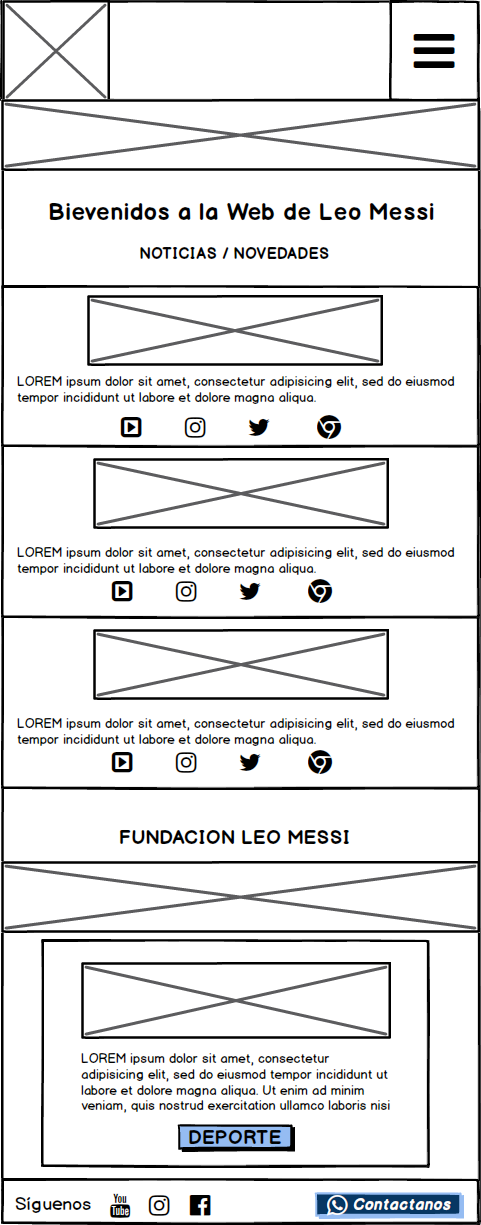 Bievenidos a la Web de Leo Messi
NOTICIAS / NOVEDADES
LOREM ipsum dolor sit amet, consectetur adipisicing elit, sed do eiusmod
tempor incididunt ut labore et dolore magna aliqua.
LOREM ipsum dolor sit amet, consectetur adipisicing elit, sed do eiusmod
tempor incididunt ut labore et dolore magna aliqua.
LOREM ipsum dolor sit amet, consectetur adipisicing elit, sed do eiusmod
tempor incididunt ut labore et dolore magna aliqua.
FUNDACION LEO MESSI
LOREM ipsum dolor sit amet, consectetur
adipisicing elit, sed do eiusmod tempor incididunt ut
labore et dolore magna aliqua. Ut enim ad minim
veniam, quis nostrud exercitation ullamco laboris nisi
DEPORTE
Síguenos You Tube Contactanos